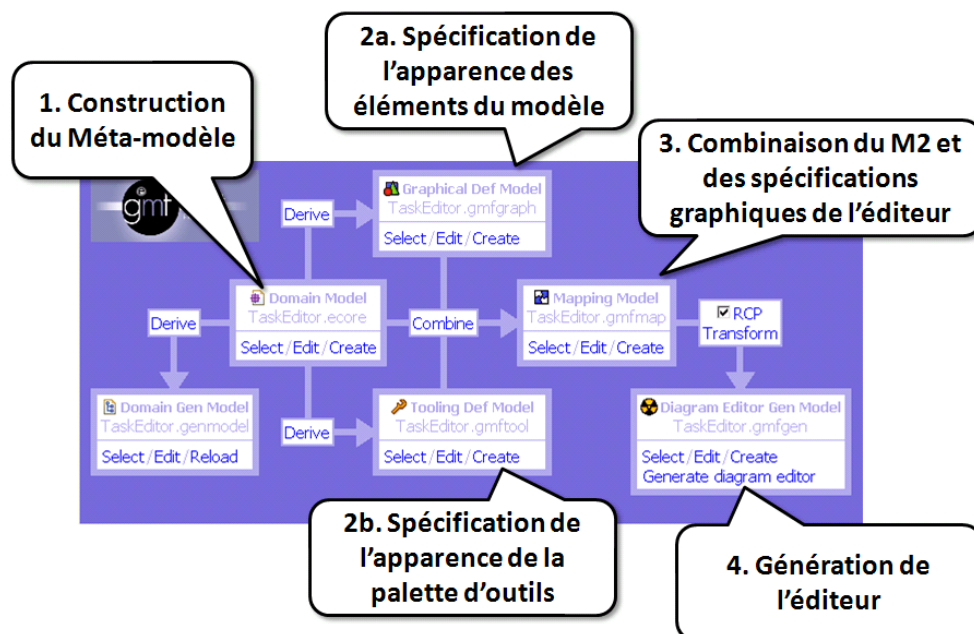 2a. Spécification de
l'apparence des
éléments du modèle
1. Construction
du Méta-modèle
3. Combinaison du M2 et
des spécifications
graphiques de l'éditeur
gmt
Graphical Def Model
TaskEditor.gmfgraph
Select / Edit / Create
Derive
Domain Model
TaskEditor.ecore
Select / Edit / Create
Derive
Combine
Mapping Model
TaskEditor.gmfmap
Select / Edit / Create
RCP
Transform
Domain Gen Model
TaskEditor.genmodel
Select / Edit / Reload
Derive
Tooling Def Model
TaskEditor.gmftool
Select / Edit / Create
Diagram Editor Gen Model
TaskEditor.gmfgen
Select / Edit / Create
Generate diagram editor
2b. Spécification de
l'apparence de la
palette d'outils
4. Génération de
l'éditeur